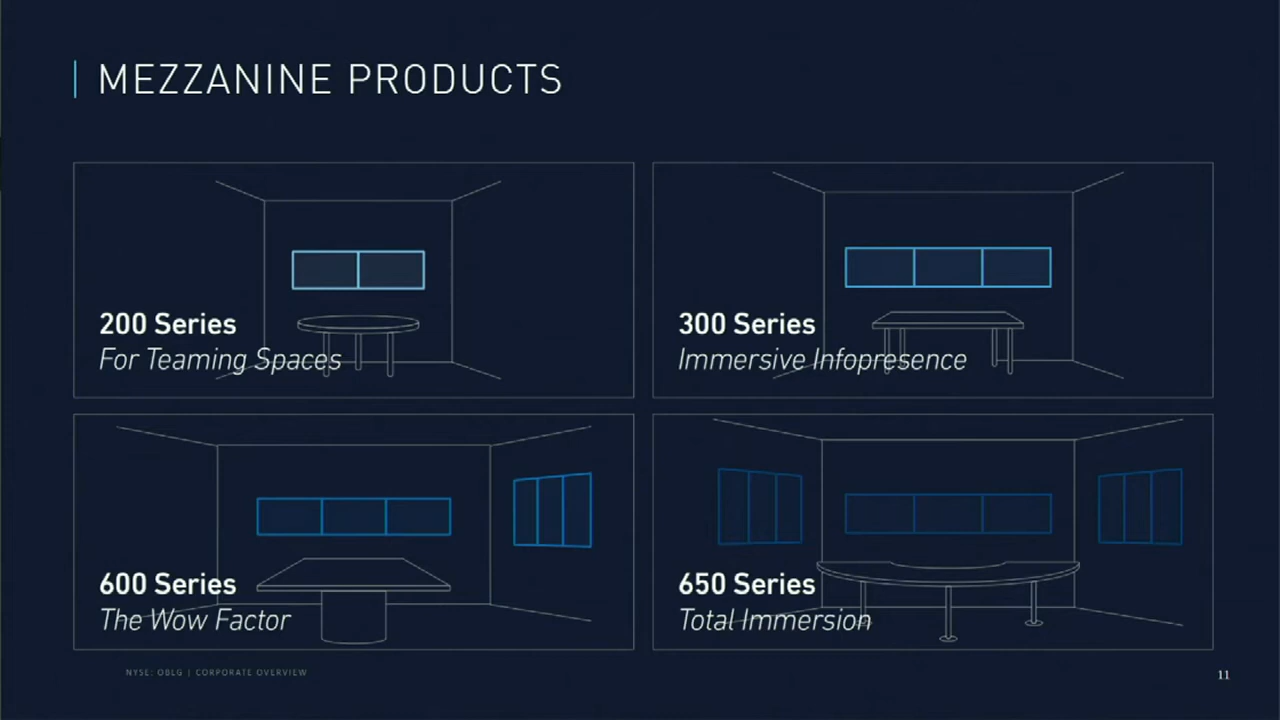 MEZZANINE PRODUCTS
200 Series
For Teaming Spaces
300 Series
Immersive Infopresence
600 Series
The Wow Factor
650 Series
Total Immersion
NYSE: OBLG | CORPORATE OVERVIEW
11